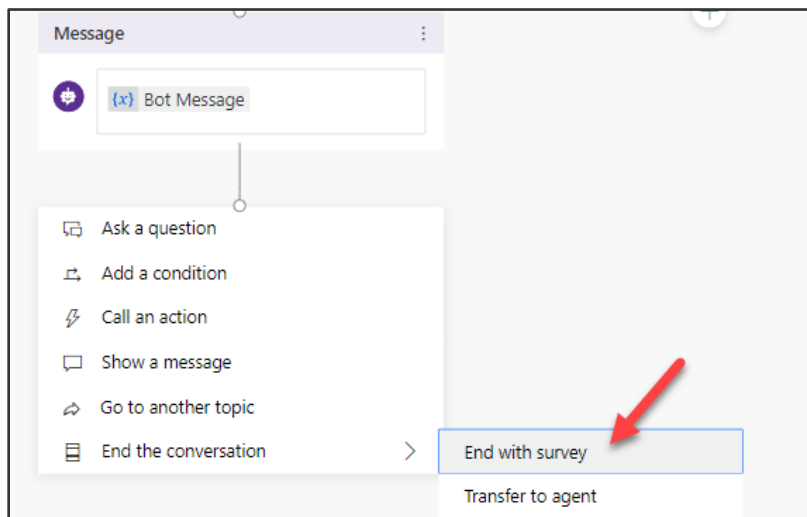 Message
{x} Bot Message
Ask a question
Add a condition
Call an action
Show a message
Go to another topic
End the conversation
End with survey
Transfer to agent